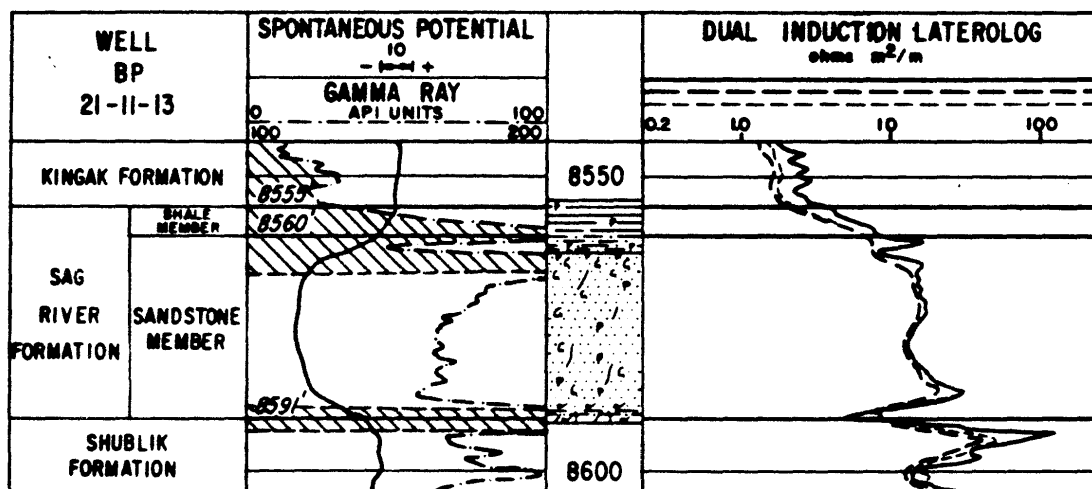 WELL
BP
21-11-13
SPONTANEOUS POTENTIAL
10
- +
GAMMA RAY
API UNITS
0 100
100 200
DUAL INDUCTION LATEROLOG
ohms m²/m
0.2 1.0 10 100
KINGAK FORMATION
8555
8550
SHALE
MEMBER
8560
SAG
RIVER
FORMATION
SANDSTONE
MEMBER
8591
SHUBLIK
FORMATION
8600